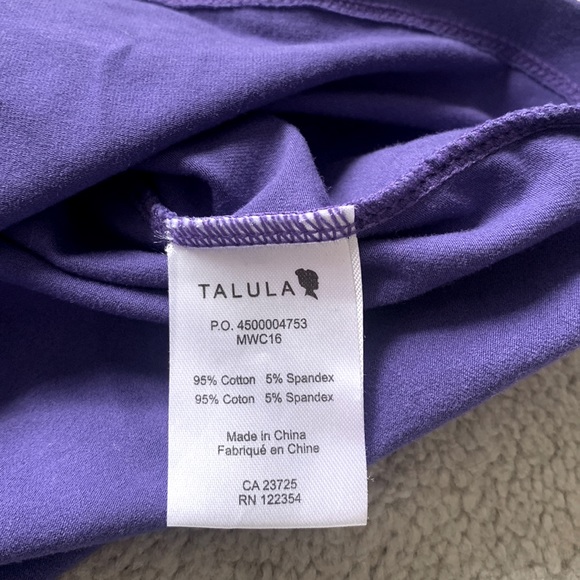 TALULA
P.O. 4500004753
MWC16
95% Cotton 5% Spandex
95% Coton 5% Spandex
Made in China
Fabriqué en Chine
CA 23725
RN 122354